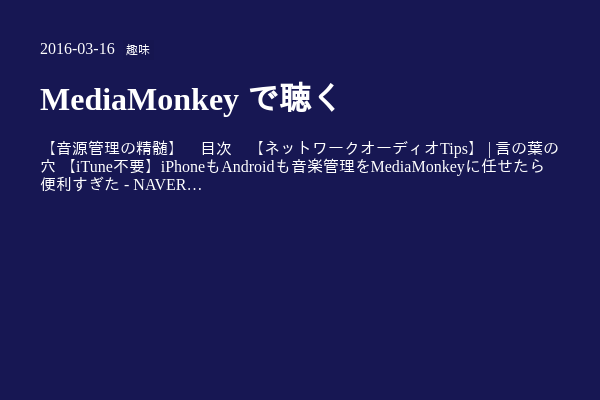 2016-03-16 趣味
MediaMonkey で聴く
【音源管理の精髄】　目次　【ネットワークオーディオTips】 | 言の葉の
穴 【iTune不要】iPhoneもAndroidも音楽管理をMediaMonkeyに任せたら
便利すぎた - NAVER…